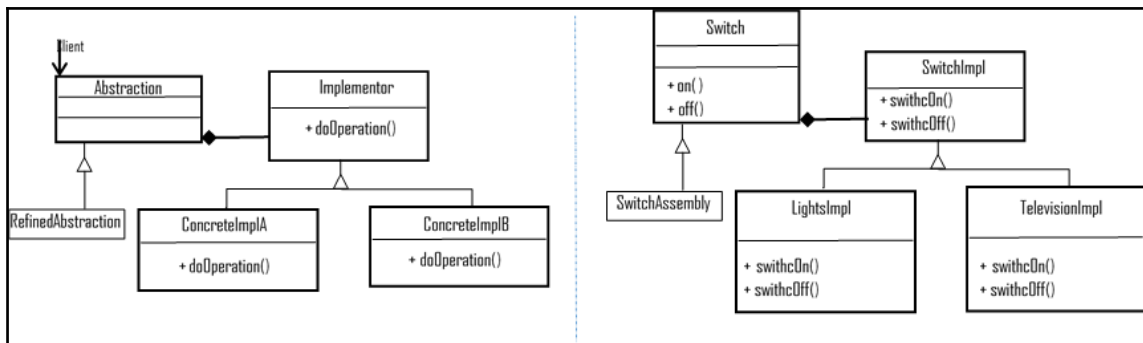 Client
Abstraction
Implementor
+ doOperation()
RefinedAbstraction
ConcreteImplA
+ doOperation()
ConcreteImplB
+ doOperation()
Switch
+ on( )
+ off( )
SwitchImpl
+ swithcOn()
+ swithcOff()
SwitchAssembly
LightsImpl
+ swithcOn()
+ swithcOff()
TelevisionImpl
+ swithcOn()
+ swithcOff()